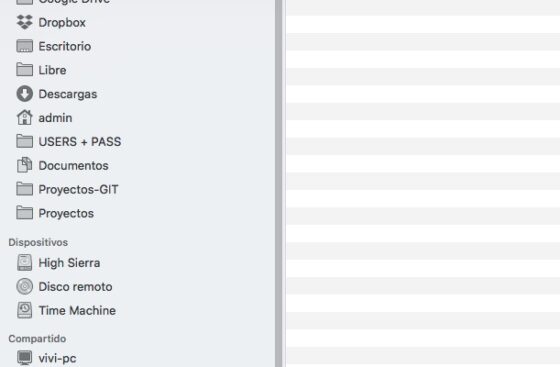 Google Drive
Dropbox
Escritorio
Libre
Descargas
admin
USERS + PASS
Documentos
Proyectos-GIT
Proyectos
Dispositivos
High Sierra
Disco remoto
Time Machine
Compartido
vivi-pc